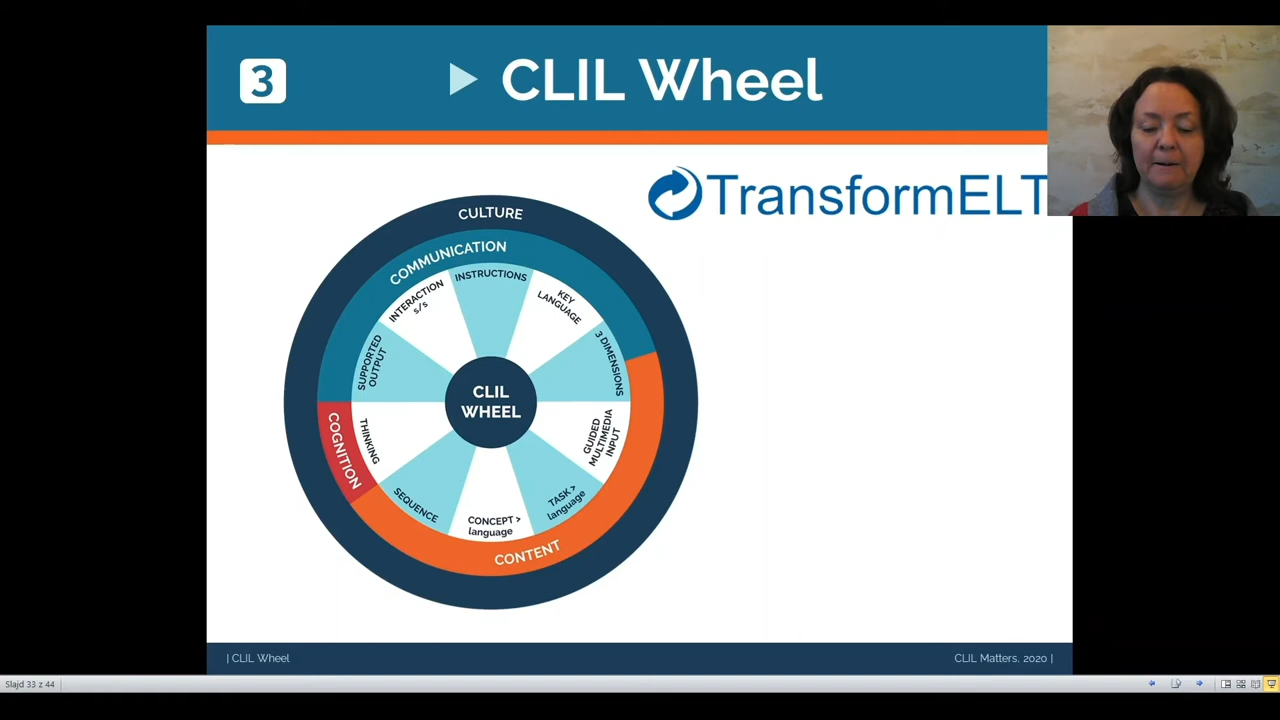 3
CLIL Wheel
TransformELT
CULTURE
COMMUNICATION
INSTRUCTIONS
KEY
LANGUAGE
3 DIMENSIONS
GUIDED
MULTIMEDIA
INPUT
TASK >
language
CONCEPT >
language
SEQUENCE
THINKING
SUPPORTED
OUTPUT
INTERACTION
s/s
COGNITION
CONTENT
CLIL
WHEEL
| CLIL Wheel
CLIL Matters, 2020 |
Slajd 33 z 44